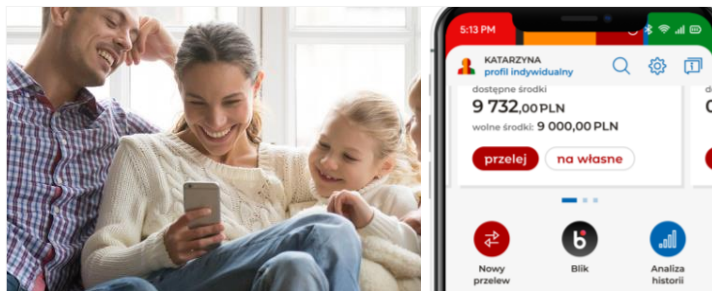 5:13 PM
KATARZYNA
profil indywidualny
dostępne środki
9 732,00 PLN
wolne środki: 9 000,00 PLN
przelej
na własne
Nowy
przelew
Blik
Analiza
historii